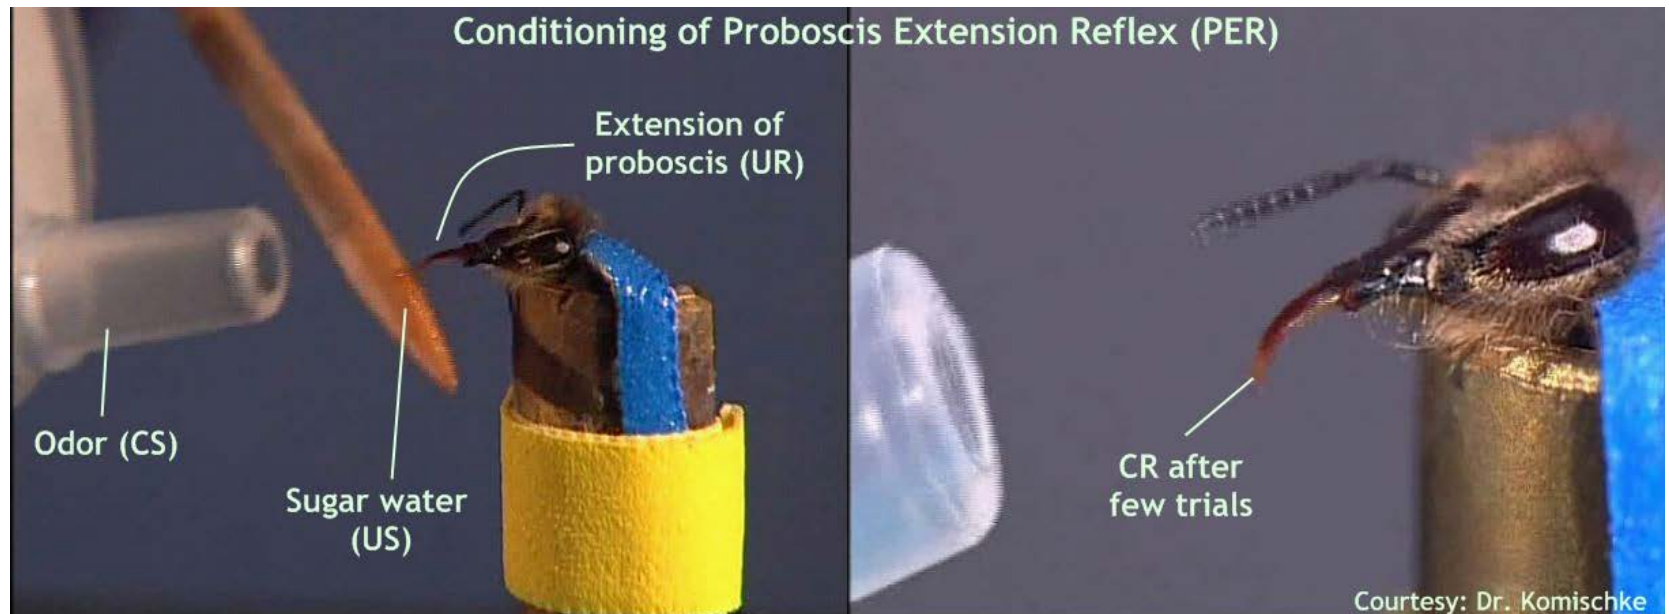 Conditioning of Proboscis Extension Reflex (PER)
Extension of
proboscis (UR)
Odor (CS)
Sugar water
(US)
CR after
few trials
Courtesy: Dr. Komischke